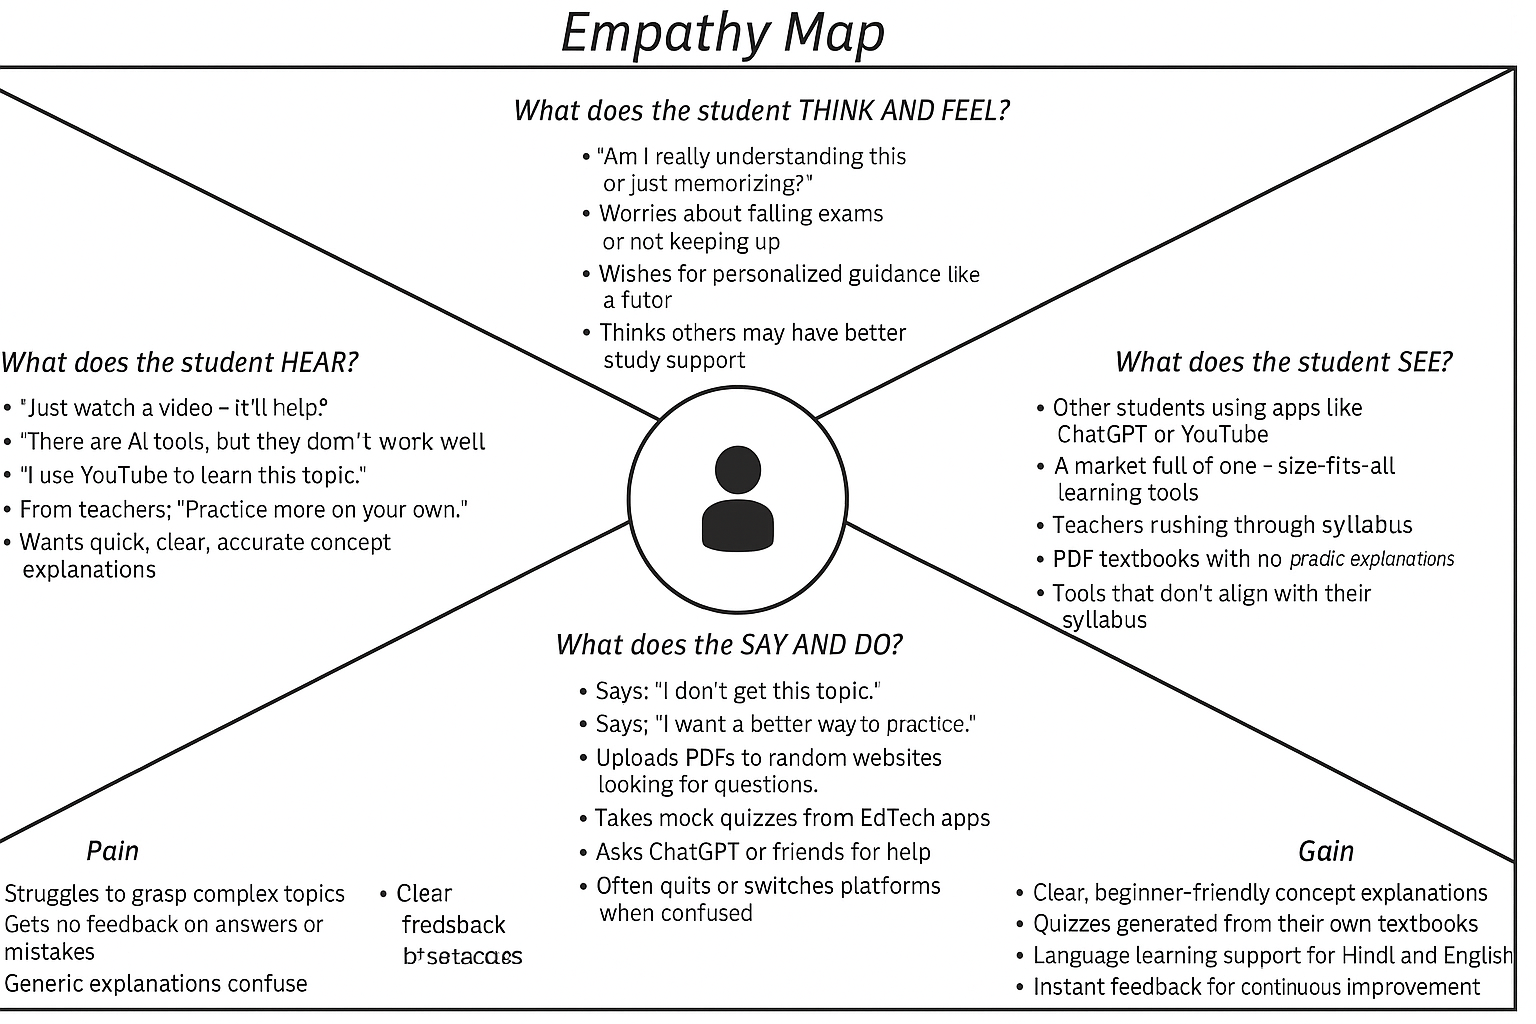 Empathy Map
What does the student THINK AND FEEL?
• "Am I really understanding this
or just memorizing?"
• Worries about falling exams
or not keeping up
• Wishes for personalized guidance like
a futor
• Thinks others may have better
study support
What does the student HEAR?
• "Just watch a video – it'll help.°
• "There are Al tools, but they dom't work well
• "I use YouTube to learn this topic."
• From teachers; "Practice more on your own."
• Wants quick, clear, accurate concept
explanations
What does the student SEE?
• Other students using apps like
ChatGPT or YouTube
• A market full of one – size-fits-all
learning tools
• Teachers rushing through syllabus
• PDF textbooks with no pradic explanations
• Tools that don't align with their
syllabus
What does the SAY AND DO?
• Says: "I don't get this topic."
• Says; "I want a better way to practice."
• Uploads PDFs to random websites
looking for questions.
• Takes mock quizzes from EdTech apps
• Asks ChatGPT or friends for help
• Often quits or switches platforms
when confused
Pain
Struggles to grasp complex topics
Gets no feedback on answers or
mistakes
Generic explanations confuse
• Clear
fredsback
Gain
• Clear, beginner-friendly concept explanations
• Quizzes generated from their own textbooks
• Language learning support for Hindl and English
• Instant feedback for continuous improvement